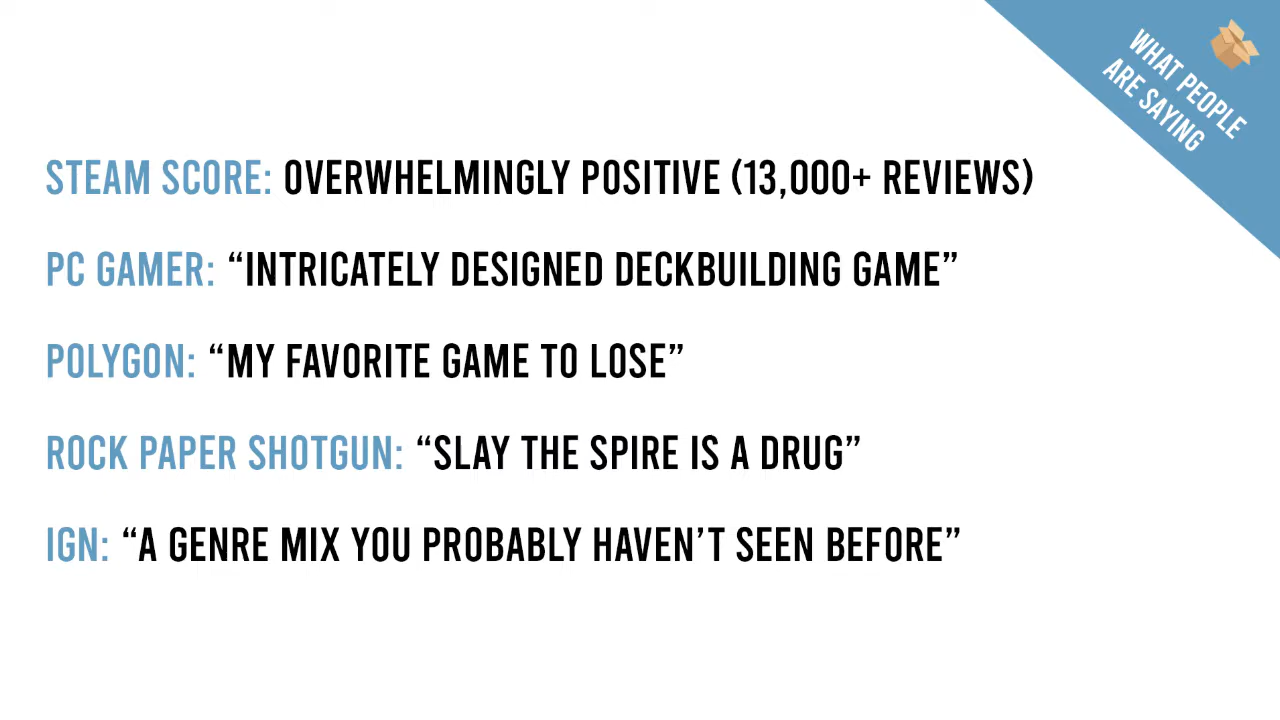 WHAT PEOPLE
ARE SAYING
STEAM SCORE: OVERWHELMINGLY POSITIVE (13,000+ REVIEWS)
PC GAMER: “INTRICATELY DESIGNED DECKBUILDING GAME”
POLYGON: “MY FAVORITE GAME TO LOSE”
ROCK PAPER SHOTGUN: “SLAY THE SPIRE IS A DRUG”
IGN: “A GENRE MIX YOU PROBABLY HAVEN’T SEEN BEFORE”